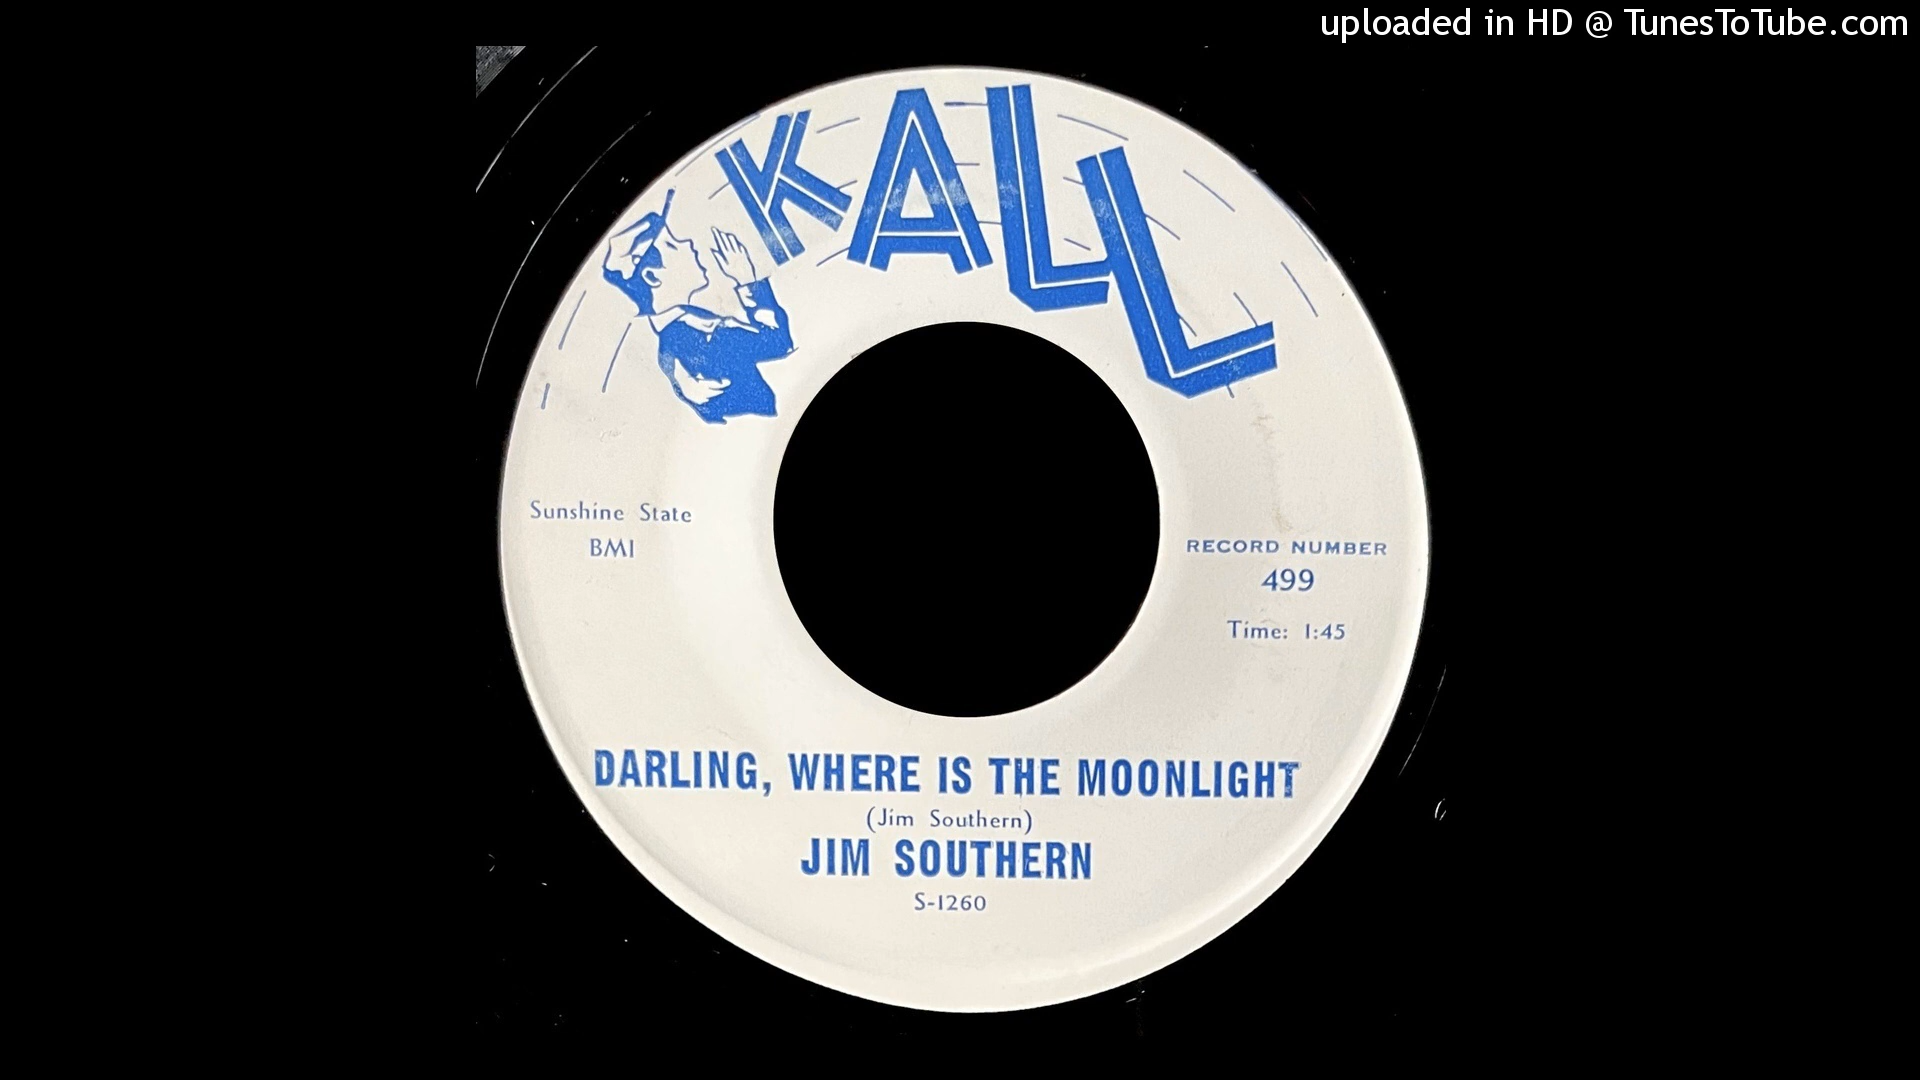 uploaded in HD @ TunesToTube.com
KALL
Sunshine State
BMI
RECORD NUMBER
499
Time: 1:45
DARLING, WHERE IS THE MOONLIGHT
(Jim Southern)
JIM SOUTHERN
S-1260